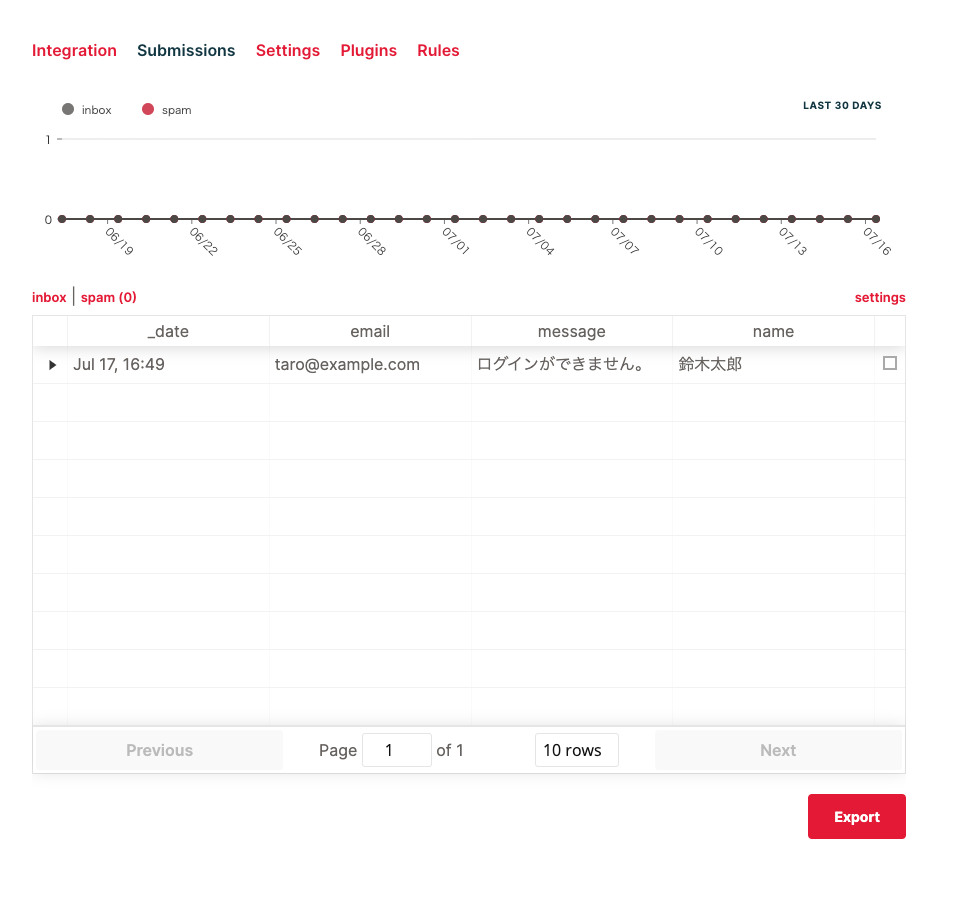 Integration Submissions Settings Plugins Rules
inbox spam LAST 30 DAYS
1
0
06/19 06/22 06/25 06/28 07/01 07/04 07/07 07/10 07/13 07/16
inbox | spam (0) settings
_date email message name
Jul 17, 16:49 taro@example.com ログインができません。 鈴木太郎
Previous Page 1 of 1 10 rows Next
Export